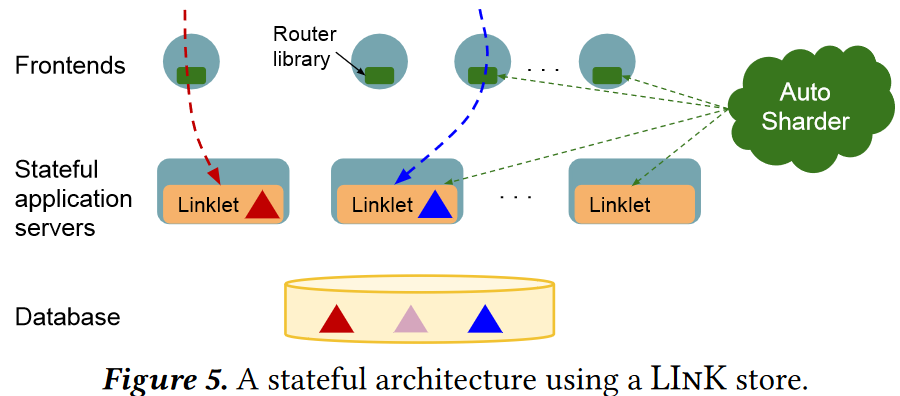 Frontends
Router
library
. . .
Auto
Sharder
Stateful
application
servers
Linklet
Linklet
. . .
Linklet
Database
Figure 5. A stateful architecture using a LInK store.